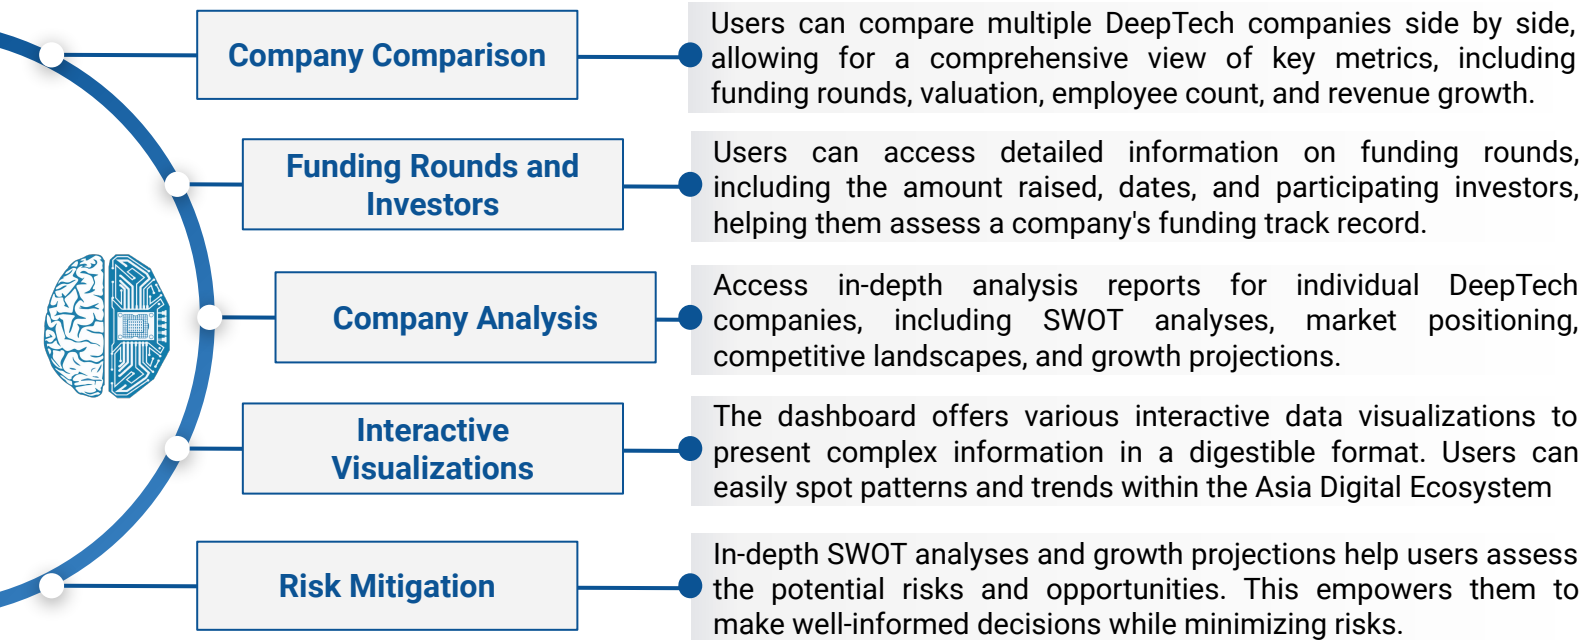 Company Comparison
Users can compare multiple DeepTech companies side by side,
allowing for a comprehensive view of key metrics, including
funding rounds, valuation, employee count, and revenue growth.
Funding Rounds and
Investors
Users can access detailed information on funding rounds,
including the amount raised, dates, and participating investors,
helping them assess a company's funding track record.
Company Analysis
Access in-depth analysis reports for individual DeepTech
companies, including SWOT analyses, market positioning,
competitive landscapes, and growth projections.
Interactive
Visualizations
The dashboard offers various interactive data visualizations to
present complex information in a digestible format. Users can
easily spot patterns and trends within the Asia Digital Ecosystem
Risk Mitigation
In-depth SWOT analyses and growth projections help users assess
the potential risks and opportunities. This empowers them to
make well-informed decisions while minimizing risks.